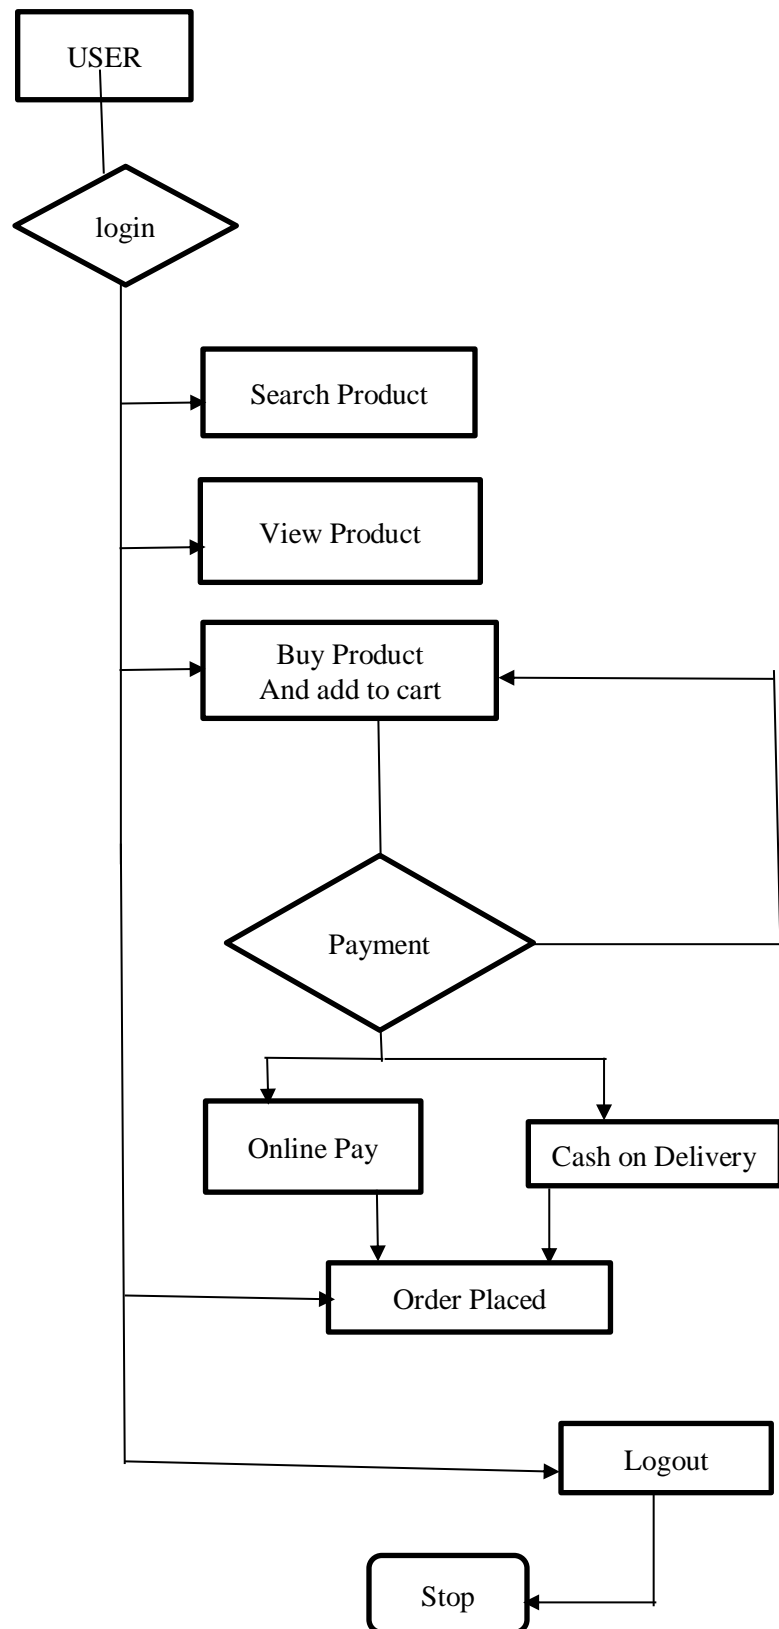 USER
login
Search Product
View Product
Buy Product
And add to cart
Payment
Online Pay
Cash on Delivery
Order Placed
Logout
Stop